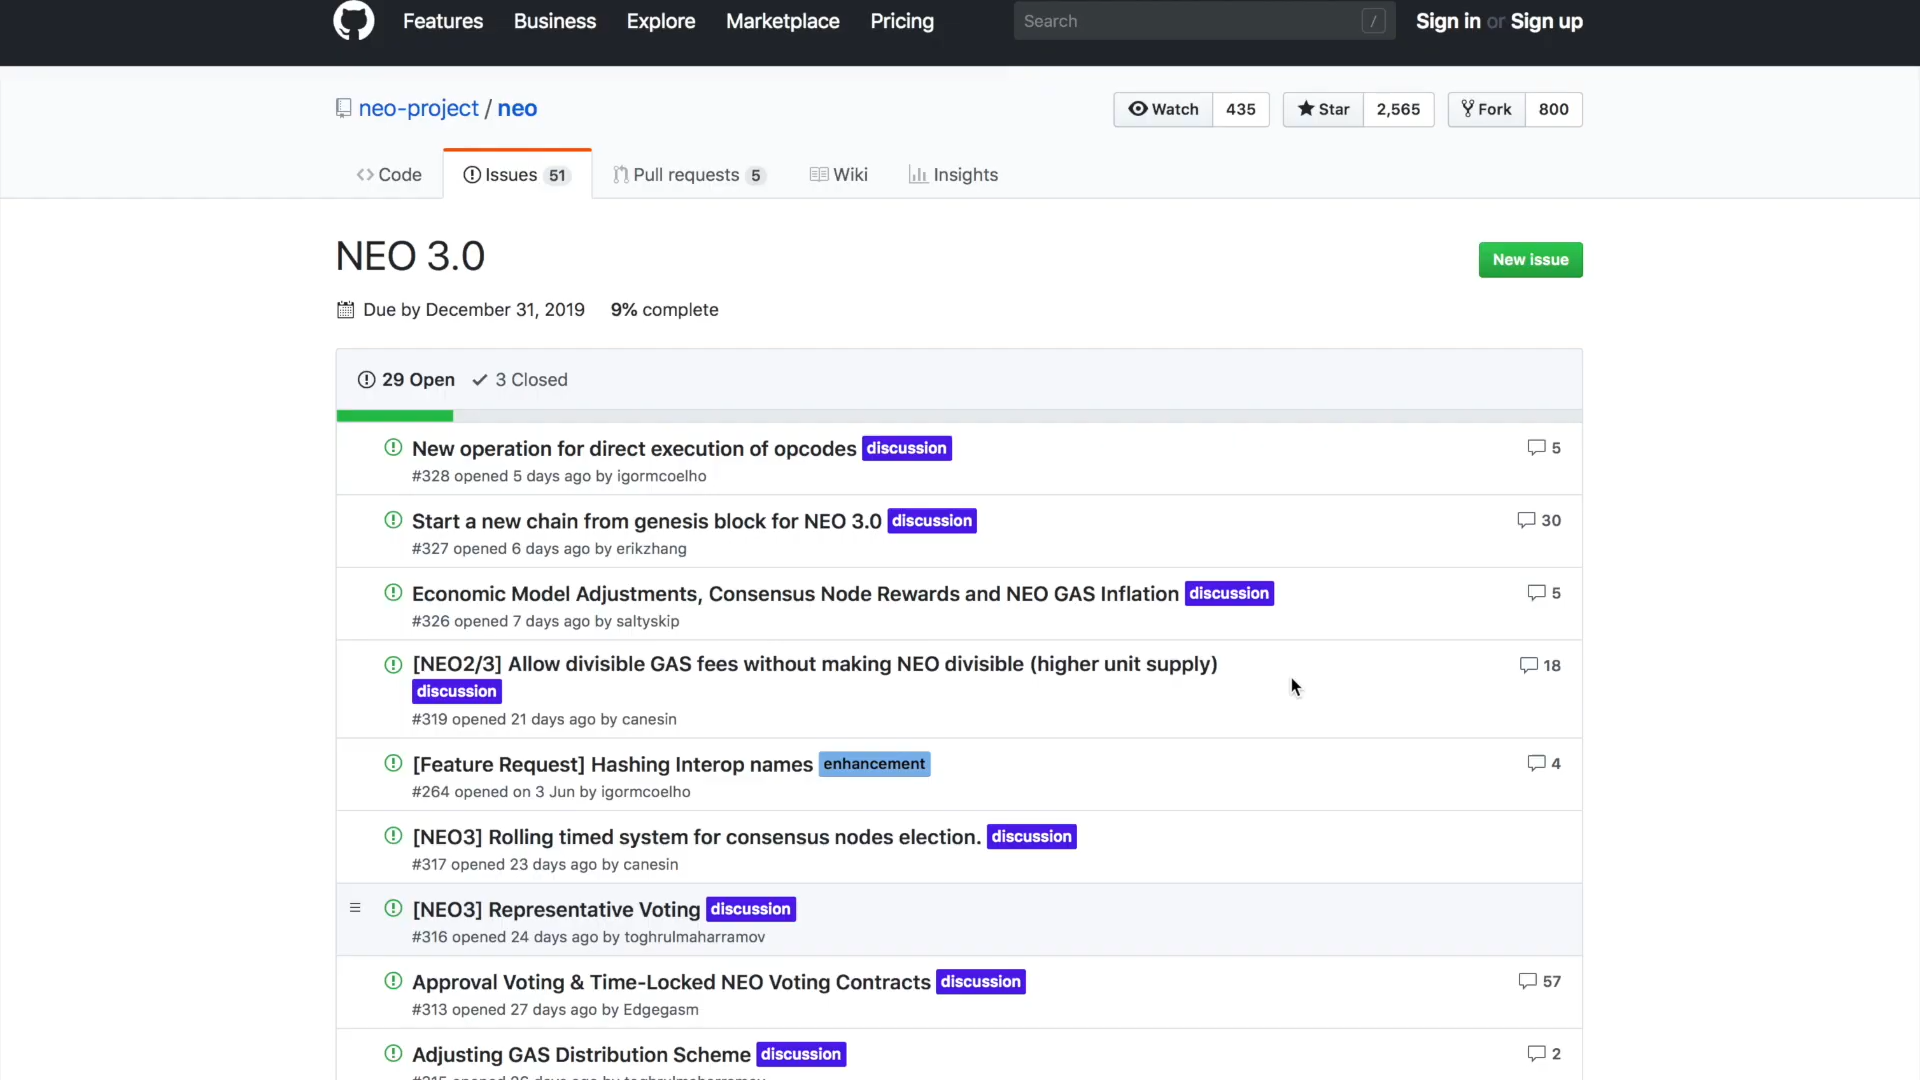 Features Business Explore Marketplace Pricing Search / Sign in or Sign up
neo-project / neo Watch 435 Star 2,565 Fork 800
Code Issues 51 Pull requests 5 Wiki Insights
NEO 3.0
New issue
Due by December 31, 2019 9% complete
29 Open 3 Closed
New operation for direct execution of opcodes discussion 5
#328 opened 5 days ago by igormcoelho
Start a new chain from genesis block for NEO 3.0 discussion 30
#327 opened 6 days ago by erikzhang
Economic Model Adjustments, Consensus Node Rewards and NEO GAS Inflation discussion 5
#326 opened 7 days ago by saltyskip
[NEO2/3] Allow divisible GAS fees without making NEO divisible (higher unit supply) 18
discussion
#319 opened 21 days ago by canesin
[Feature Request] Hashing Interop names enhancement 4
#264 opened on 3 Jun by igormcoelho
[NEO3] Rolling timed system for consensus nodes election. discussion
#317 opened 23 days ago by canesin
[NEO3] Representative Voting discussion
#316 opened 24 days ago by toghrulmaharramov
Approval Voting & Time-Locked NEO Voting Contracts discussion 57
#313 opened 27 days ago by Edgegasm
Adjusting GAS Distribution Scheme discussion 2
#315 opened 26 days ago by toghrulmaharramov